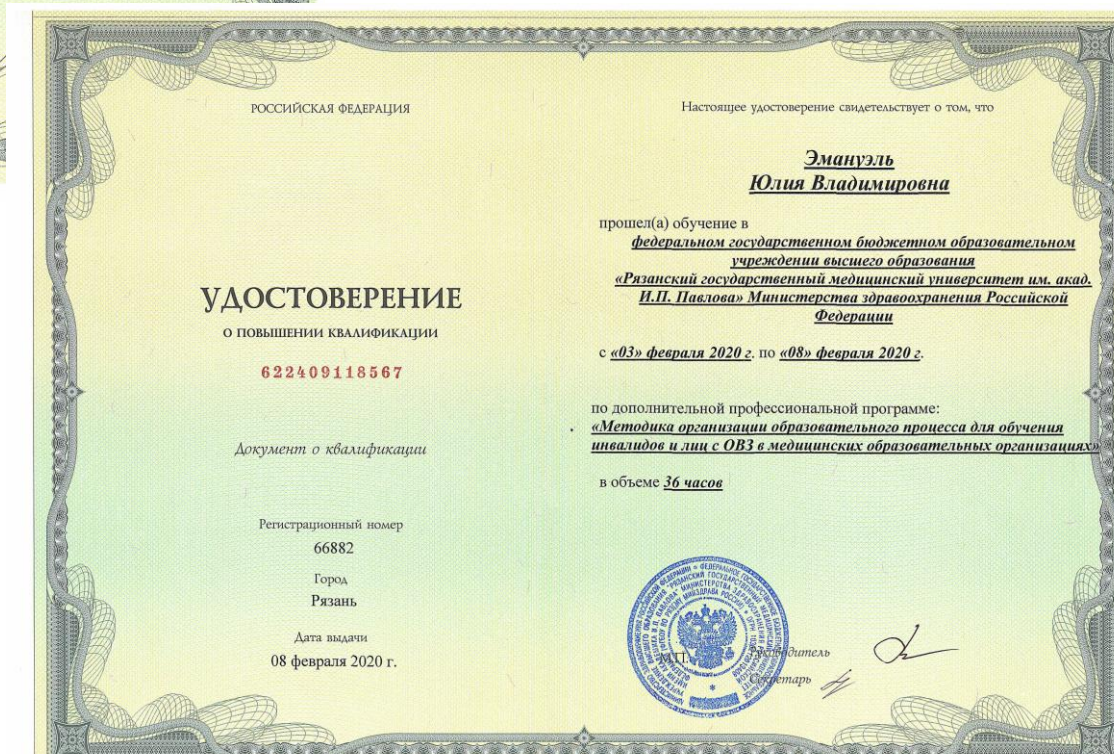 РОССИЙСКАЯ ФЕДЕРАЦИЯ
УДОСТОВЕРЕНИЕ
О ПОВЫШЕНИИ КВАЛИФИКАЦИИ
622409118567
Документ о квалификации
Регистрационный номер
66882
Город
Рязань
Дата выдачи
08 февраля 2020 г.
Настоящее удостоверение свидетельствует о том, что
Эмануэль
Юлия Владимировна
прошел(а) обучение в
федеральном государственном бюджетном образовательном
учреждении высшего образования
«Рязанский государственный медицинский университет им. акад.
И.П. Павлова» Министерства здравоохранения Российской
Федерации
с «03» февраля 2020 г. по «08» февраля 2020 г.
по дополнительной профессиональной программе:
«Методика организации образовательного процесса для обучения
инвалидов и лиц с ОВЗ в медицинских образовательных организациях»
в объеме 36 часов
М.П.
Руководитель
Секретарь